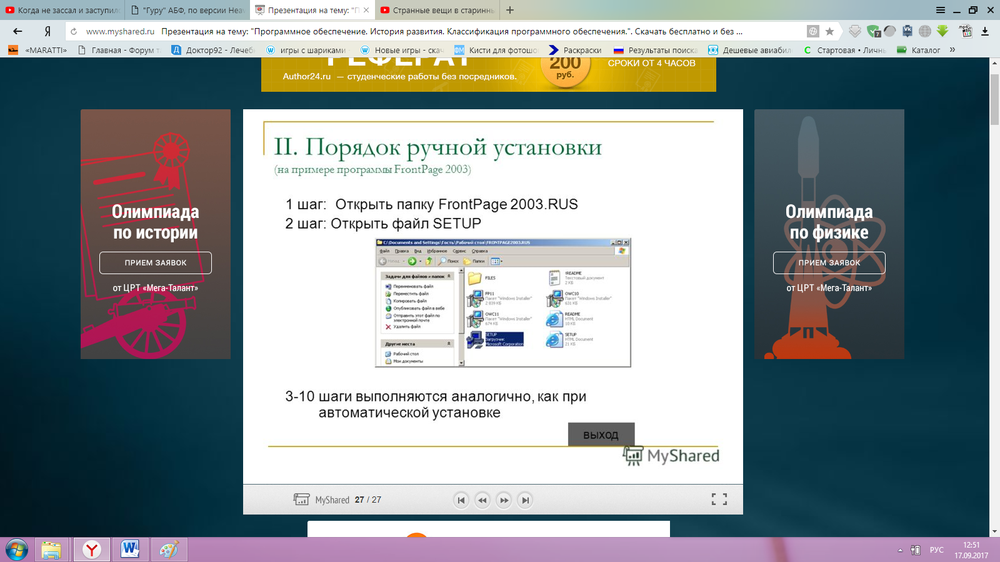 Когда не зассал и заступилс
"Гуру" АБФ, по версии Неа
Презентация на тему: "П
Странные вещи в старинны
Я
www.myshared.ru Презентация на тему: "Программное обеспечение. История развития. Классификация программного обеспечения.". Скачать бесплатно и без ...
7
vk
mp4
«MARATTI»
Главная - Форум т
Д Доктор92 - Лечеб
W игры с шариками
W Новые игры - скач
ФМ Кисти для фотошо
Раскраски
Результаты поиска
Дешевые авиабил
C Стартовая • Личнь
Каталог
»
РЕФЕРАТ
200
руб.
СРОКИ ОТ 4 ЧАСОВ
Author24.ru — студенческие работы без посредников.
Олимпиада
по истории
ПРИЕМ ЗАЯВОК
от ЦРТ «Мега-Талант»
II. Порядок ручной установки
(на примере программы FrontPage 2003)
1 шаг: Открыть папку FrontPage 2003.RUS
2 шаг: Открыть файл SETUP
C:\Documents and Settings\Гость\Рабочий стол\FRONTPAGE2003.RUS
Файл Правка Вид Избранное Сервис Справка
Назад
Поиск
Папки
Задачи для файлов и папок
Переименовать файл
Переместить файл
Копировать файл
Опубликовать файл в вебе
Отправить этот файл по
электронной почте
Удалить файл
Другие места
Рабочий стол
Мои документы
FILES
!README
Текстовый документ
2 КБ
FP11
Пакет "Windows Installer"
2 839 КБ
OWC10
Пакет "Windows Installer"
631 КБ
OWC11
Пакет "Windows Installer"
674 КБ
README
HTML Document
10 КБ
SETUP
Загрузчик
Microsoft Corporation
SETUP
HTML Document
21 КБ
3-10 шаги выполняются аналогично, как при
автоматической установке
выход
MyShared
MyShared 27 / 27
Олимпиада
по физике
ПРИЕМ ЗАЯВОК
от ЦРТ «Мега-Талант»
РУС
12:51
17.09.2017